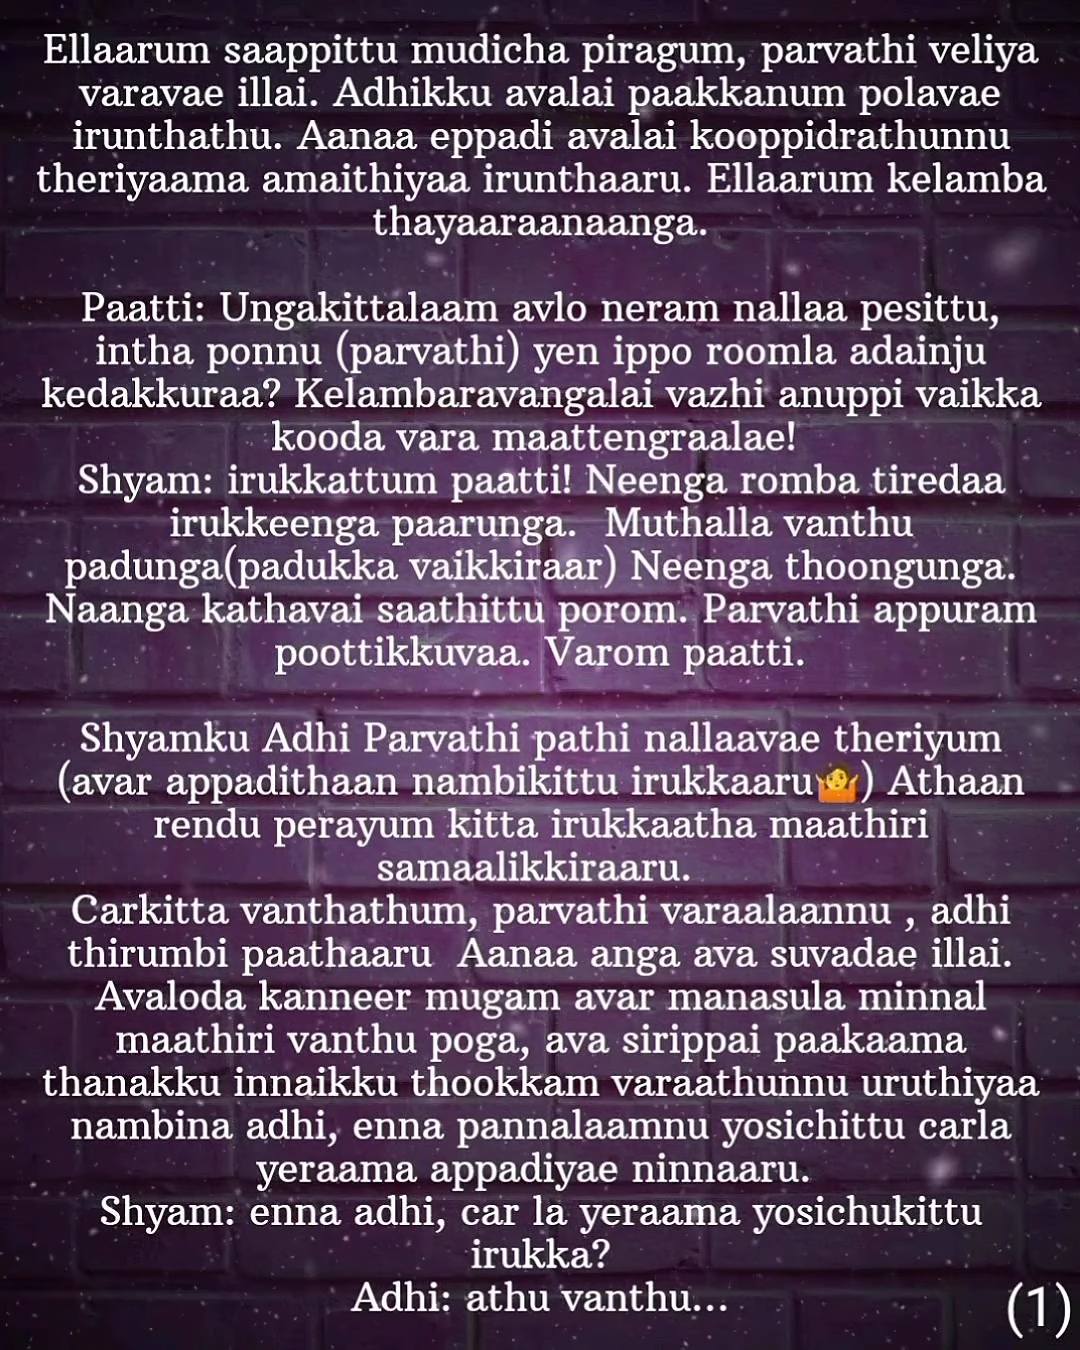 Ellaarum saappittu mudicha piragum, parvathi veliya
varavae illai. Adhikku avalai paakkanum polavae
irunthathu. Aanaa eppadi avalai kooppidrathunnu
theriyaama amaithiyaa irunthaaru. Ellaarum kelamba
thayaaraanaanga.
Paatti: Ungakittalaam avlo neram nallaa pesittu,
intha ponnu (parvathi) yen ippo roomla adainju
kedakkuraa? Kelambaravangalai vazhi anuppi vaikka
kooda vara maattengraalae!
Shyam: irukkattum paatti! Neenga romba tiredaa
irukkeenga paarunga.  Muthalla vanthu
padunga(padukka vaikkiraar) Neenga thoongunga.
Naanga kathavai saathittu porom. Parvathi appuram
poottikkuvaa. Varom paatti.
Shyamku Adhi Parvathi pathi nallaavae theriyum
(avar appadithaan nambikittu irukkaaru🤷) Athaan
rendu perayum kitta irukkaatha maathiri
samaalikkiraaru.
Carkitta vanthathum, parvathi varaalaannu , adhi
thirumbi paathaaru  Aanaa anga ava suvadae illai.
Avaloda kanneer mugam avar manasula minnal
maathiri vanthu poga, ava sirippai paakaama
thanakku innaikku thookkam varaathunnu uruthiyaa
nambina adhi, enna pannalaamnu yosichittu carla
yeraama appadiyae ninnaaru.
Shyam: enna adhi, car la yeraama yosichukittu
irukka?
Adhi: athu vanthu...
(1)